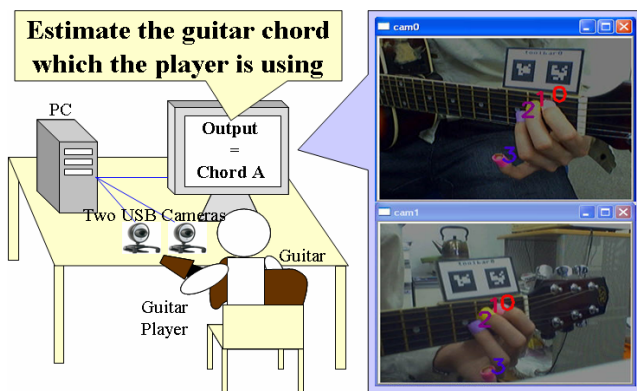 Estimate the guitar chord
which the player is using
PC
Output
=
Chord A
Two USB Cameras
Guitar
Guitar
Player
cam0
2 1 0
3
cam1
2 1 0
3